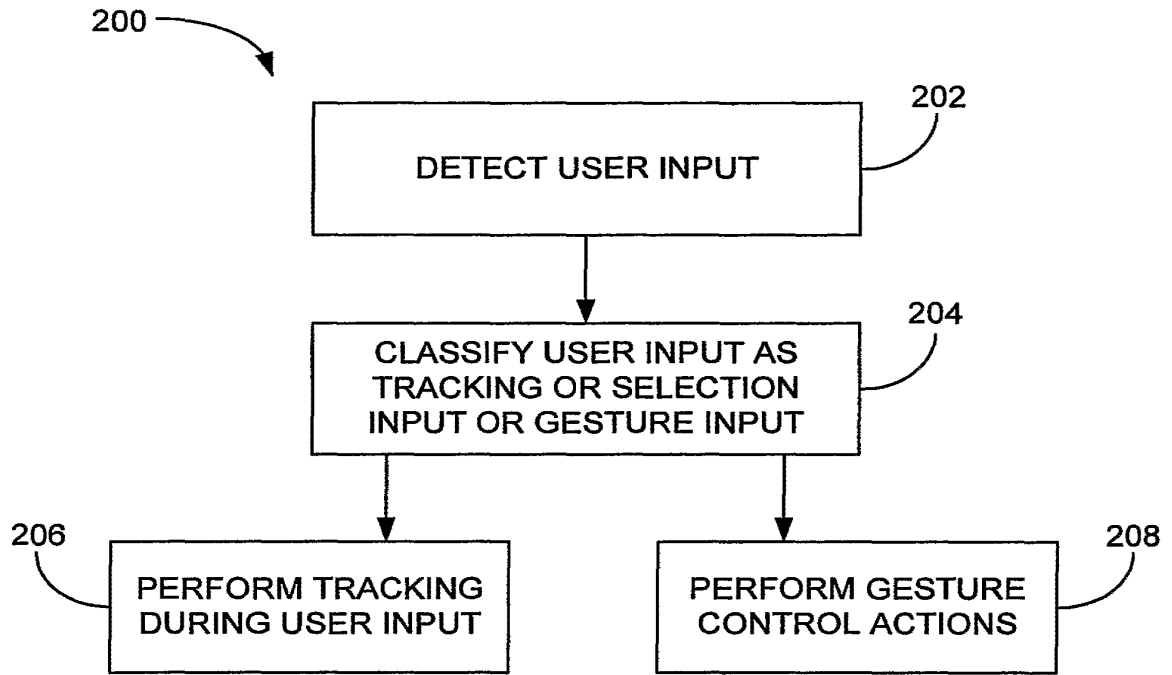 200
202
DETECT USER INPUT
204
CLASSIFY USER INPUT AS
TRACKING OR SELECTION
INPUT OR GESTURE INPUT
206
PERFORM TRACKING
DURING USER INPUT
208
PERFORM GESTURE
CONTROL ACTIONS